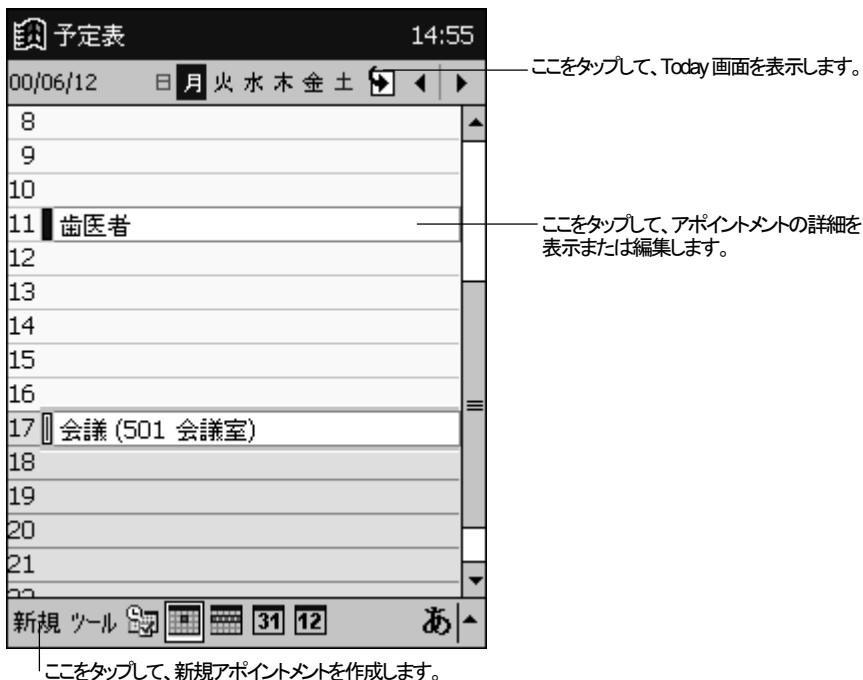 予定表 14:55
00/06/12 日 月 火 水 木 金 土
ここをタップして、Today 画面を表示します。
8
9
10
11 歯医者
ここをタップして、アポイントメントの詳細を
表示または編集します。
12
13
14
15
16
17 会議 (501 会議室)
18
19
20
21
新規 ツール 31 12 あ
ここをタップして、新規アポイントメントを作成します。